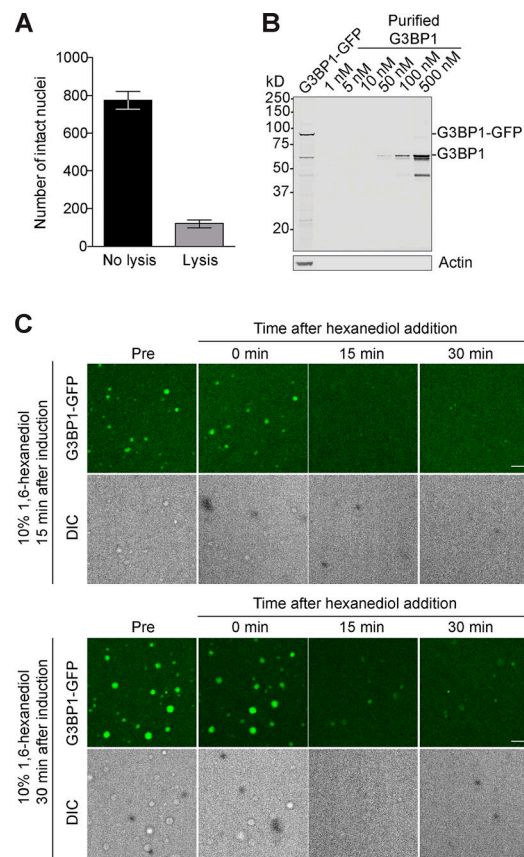 A
Number of intact nuclei
1000
800
600
400
200
0
No lysis
Lysis
B
Purified
G3BP1
kD
G3BP1-GFP
1 nM
5 nM
10 nM
50 nM
100 nM
500 nM
250
150
100
75
50
37
20
G3BP1-GFP
G3BP1
Actin
C
Time after hexanediol addition
Pre
0 min
15 min
30 min
10% 1,6-hexanediol
15 min after induction
G3BP1-GFP
DIC
Time after hexanediol addition
Pre
0 min
15 min
30 min
10% 1,6-hexanediol
30 min after induction
G3BP1-GFP
DIC